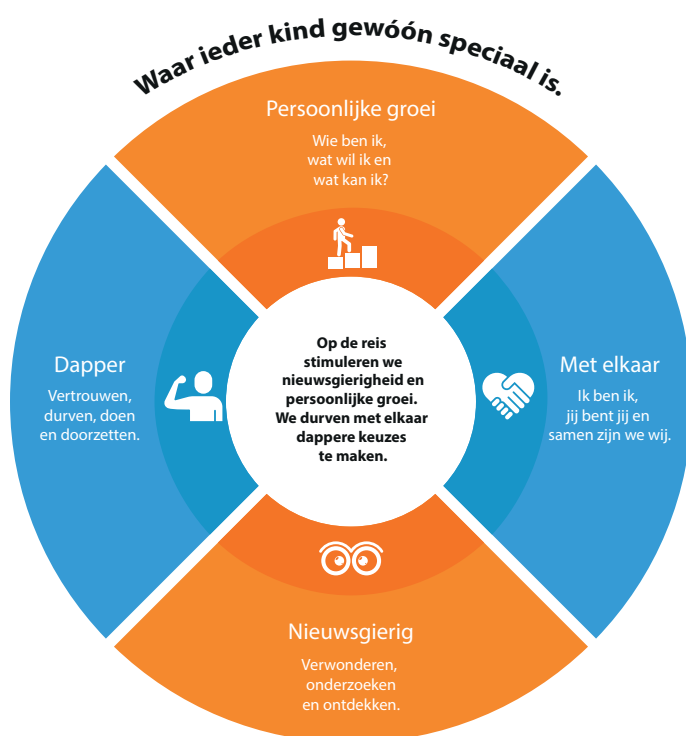 Waar ieder kind gewóón speciaal is.
Persoonlijke groei
Wie ben ik,
wat wil ik en
wat kan ik?
Dapper
Vertrouwen,
durven, doen
en doorzetten.
Op de reis
stimuleren we
nieuwsgierigheid en
persoonlijke groei.
We durven met elkaar
dappere keuzes
te maken.
Met elkaar
Ik ben ik,
jij bent jij en
samen zijn we wij.
Nieuwsgierig
Verwonderen,
onderzoeken
en ontdekken.